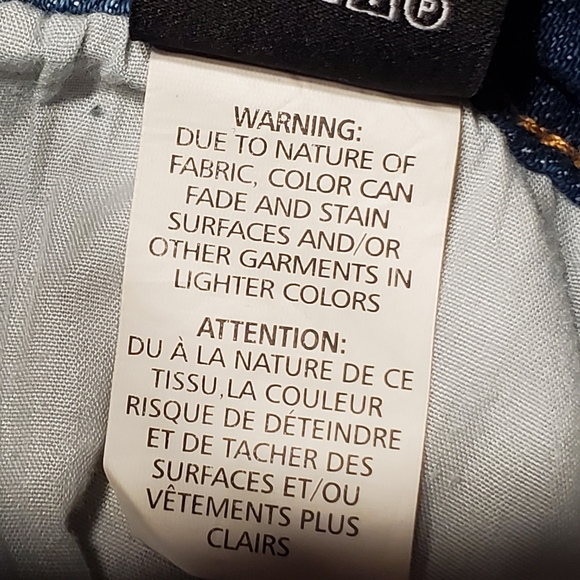 P
WARNING:
DUE TO NATURE OF
FABRIC, COLOR CAN
FADE AND STAIN
SURFACES AND/OR
OTHER GARMENTS IN
LIGHTER COLORS
ATTENTION:
DU À LA NATURE DE CE
TISSU,LA COULEUR
RISQUE DE DÉTEINDRE
ET DE TACHER DES
SURFACES ET/OU
VÊTEMENTS PLUS
CLAIRS